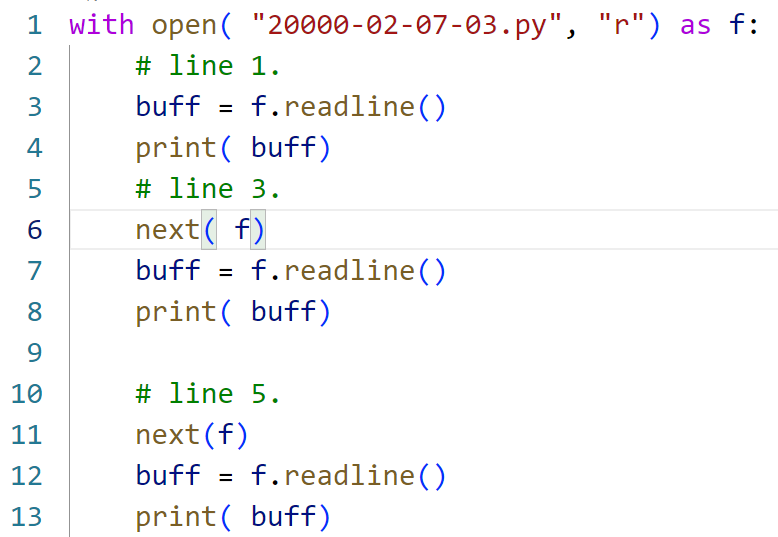 1 with open( "20000-02-07-03.py", "r") as f:
2     # line 1.
3     buff = f.readline()
4     print( buff)
5     # line 3.
6     next( f)
7     buff = f.readline()
8     print( buff)
9
10     # line 5.
11     next(f)
12     buff = f.readline()
13     print( buff)